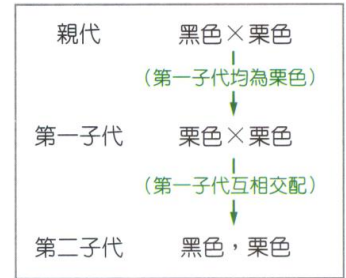 親代 黑色×栗色
(第一子代均為栗色)
第一子代 栗色×栗色
(第一子代互相交配)
第二子代 黑色，栗色